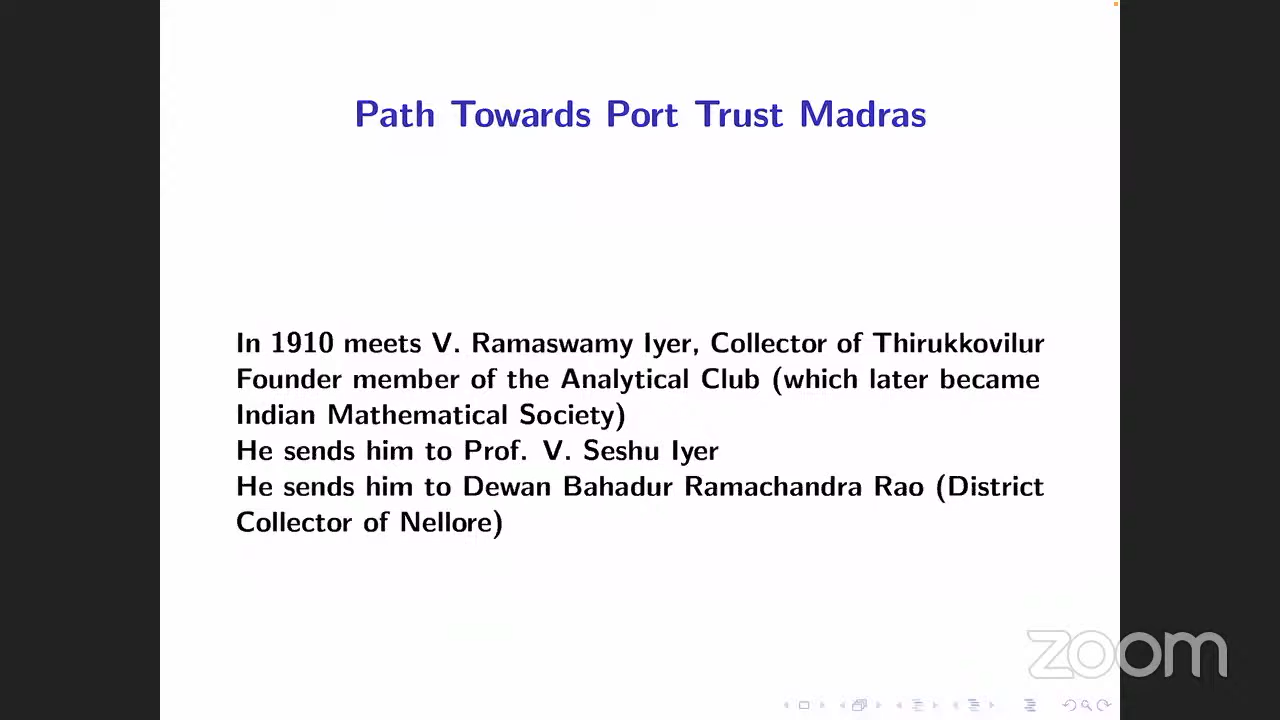 Path Towards Port Trust Madras
In 1910 meets V. Ramaswamy Iyer, Collector of Thirukkovilur
Founder member of the Analytical Club (which later became
Indian Mathematical Society)
He sends him to Prof. V. Seshu Iyer
He sends him to Dewan Bahadur Ramachandra Rao (District
Collector of Nellore)
zoom